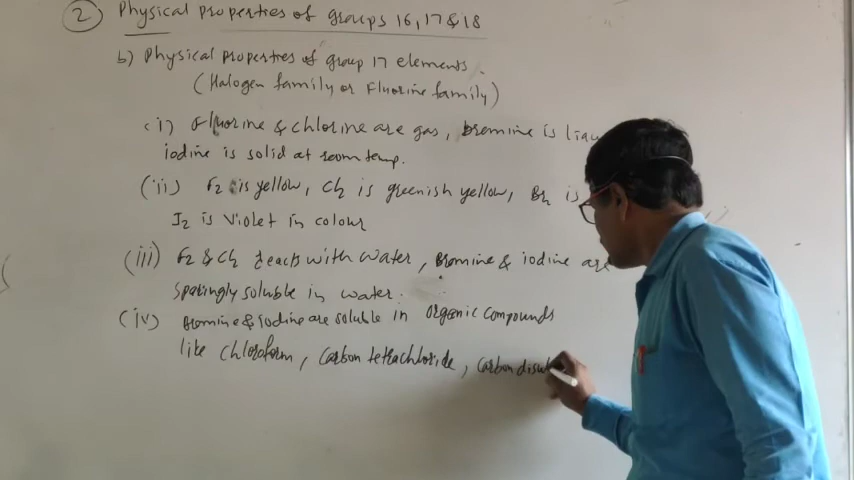 2 Physical properties of groups 16, 17 & 18
b) Physical properties of group 17 elements.
(Halogen family or Fluorine family)
(i) Fluorine & chlorine are gas, bromine is liqu
iodine is solid at room temp.
(ii) F2 is yellow, Cl2 is greenish yellow, Br2 is
I2 is Violet in colour
(iii) F2 & Cl2 reacts with water, Bromine & iodine are
sparingly soluble in water.
(iv) Bromine & iodine are soluble in organic compounds
like chloroform, Carbon tetrachloride, Carbon disul